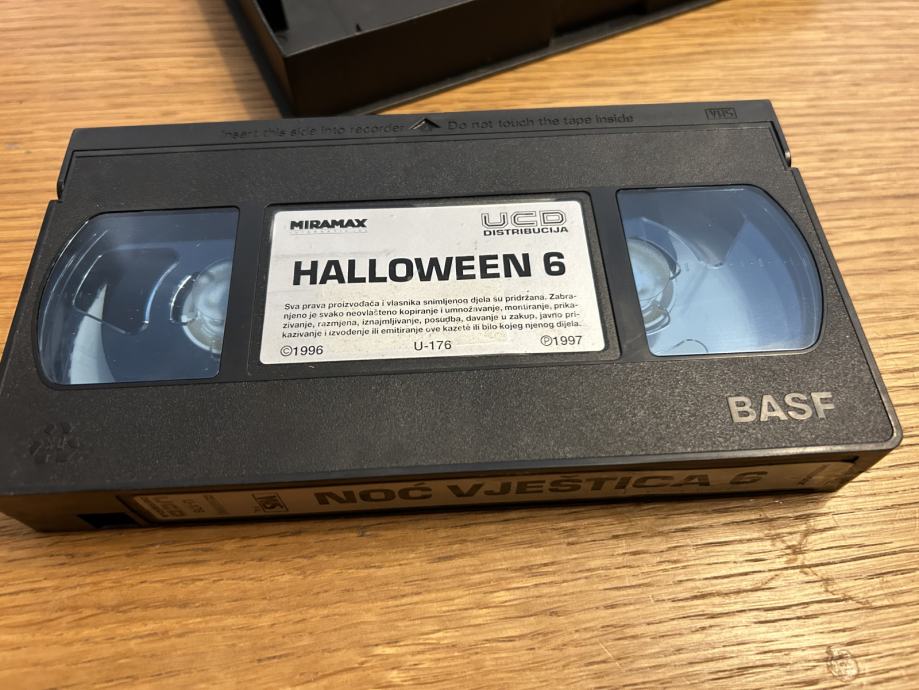 Insert this side into recorder Do not touch the tape inside VHS
MIRAMAX
UCD
DISTRIBUCIJA
HALLOWEEN 6
Sva prava proizvođača i vlasnika snimljenog djela su pridržana. Zabra-
njeno je svako neovlašteno kopiranje i umnožavanje, montiranje, prika-
zivanje, razmjena, iznajmljivanje, posudba, davanje u zakup, javno pri-
kazivanje i izvođenje ili emitiranje ove kazete ili bilo kojeg njenog dijela.
©1996 U-176 ℗1997
BASF
VHS NOĆ VJEŠTICA 6